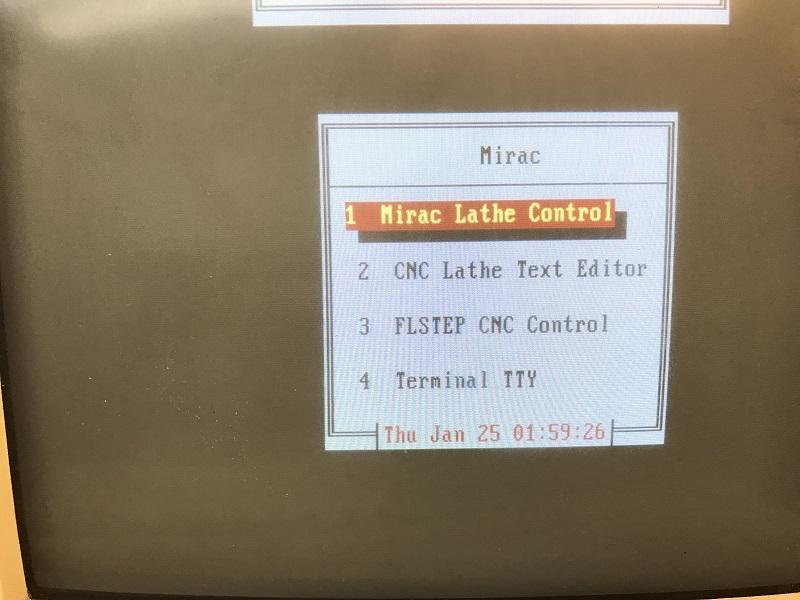 Mirac
1 Mirac Lathe Control
2 CNC Lathe Text Editor
3 FLSTEP CNC Control
4 Terminal TTY
Thu Jan 25 01:59:26